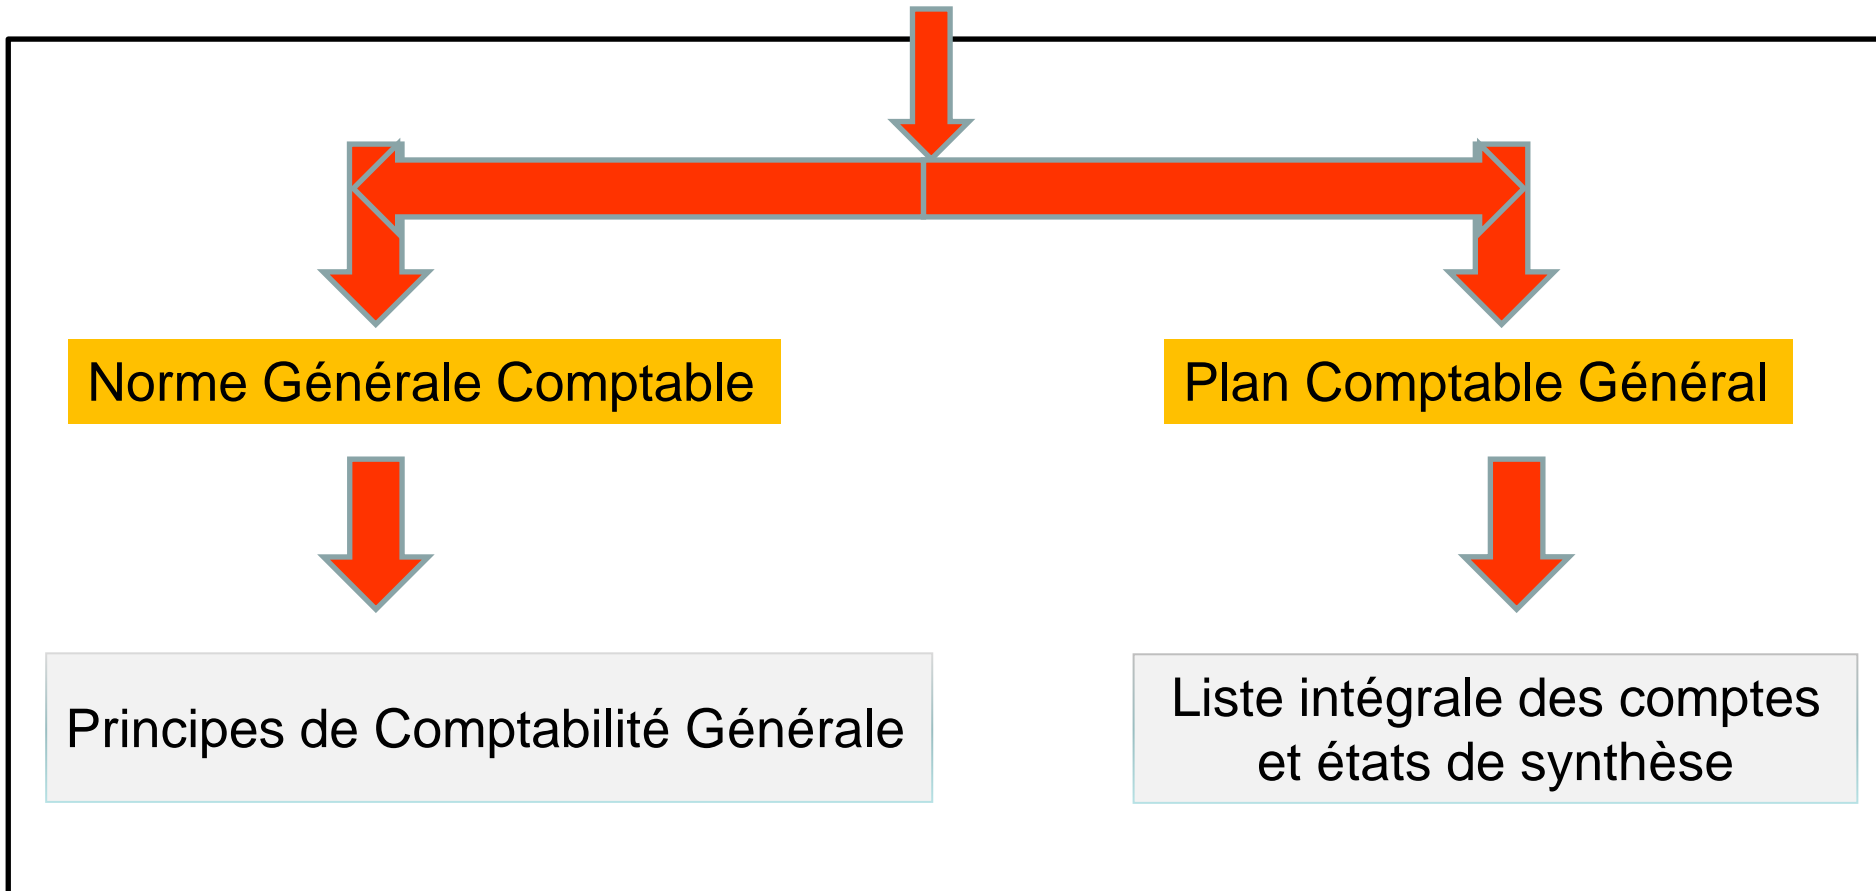 Norme Générale Comptable
Plan Comptable Général
Principes de Comptabilité Générale
Liste intégrale des comptes
et états de synthèse